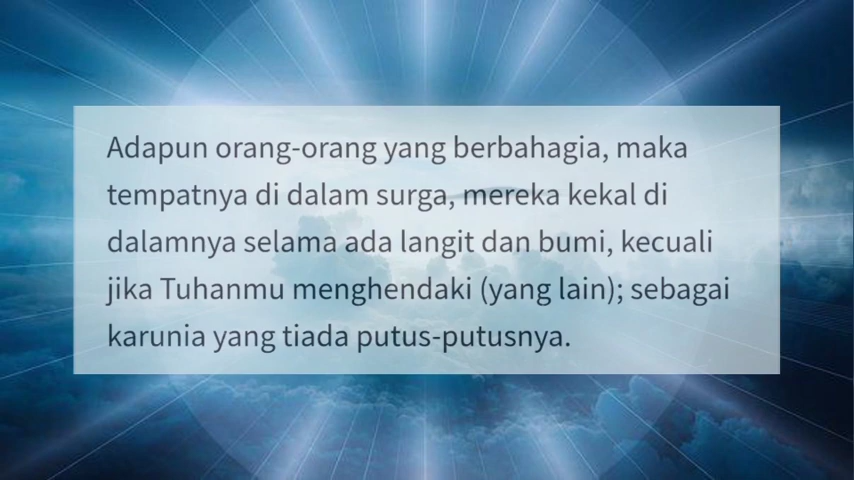 Adapun orang-orang yang berbahagia, maka
tempatnya di dalam surga, mereka kekal di
dalamnya selama ada langit dan bumi, kecuali
jika Tuhanmu menghendaki (yang lain); sebagai
karunia yang tiada putus-putusnya.